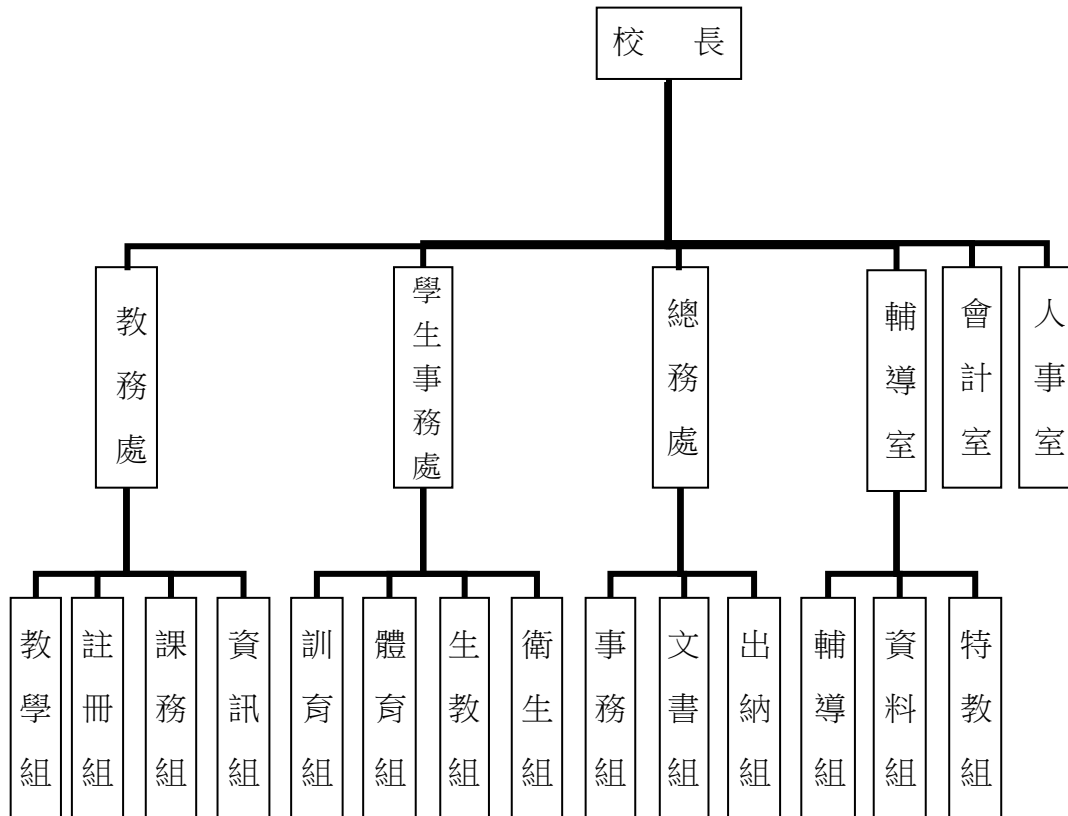 校 長
教務處
學生事務處
總務處
輔導室
會計室
人事室
教學組
註冊組
課務組
資訊組
訓育組
體育組
生教組
衛生組
事務組
文書組
出納組
輔導組
資料組
特教組